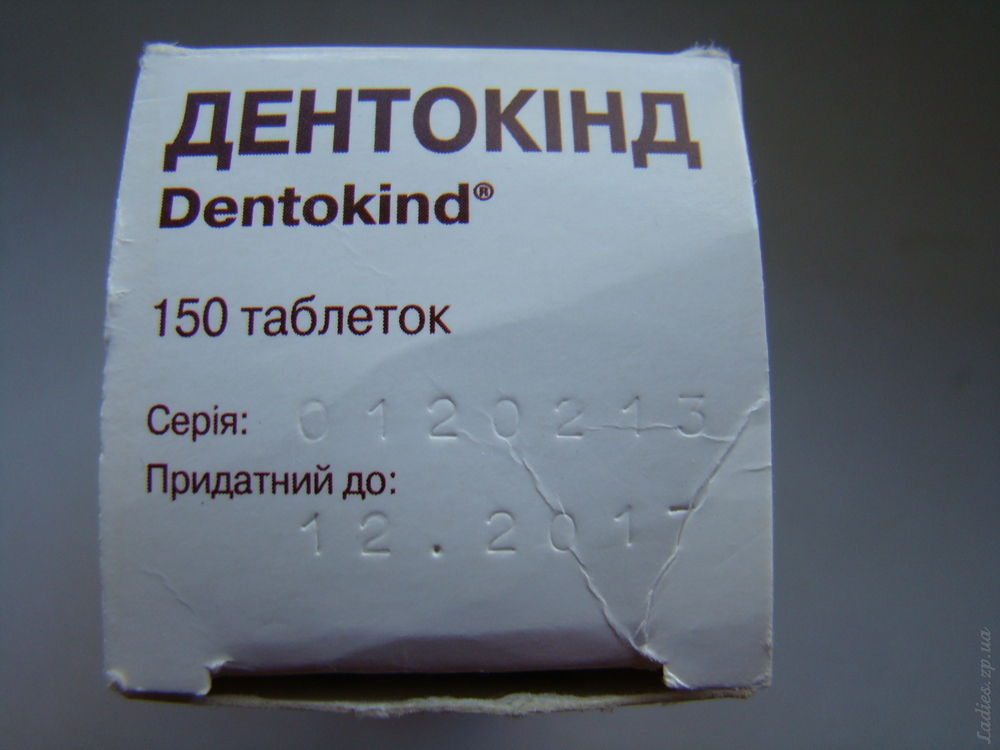 ДЕНТОКІНД
Dentokind®
150 таблеток
Серія: 0120213
Придатний до:
12.2017
Ladies.zp.ua